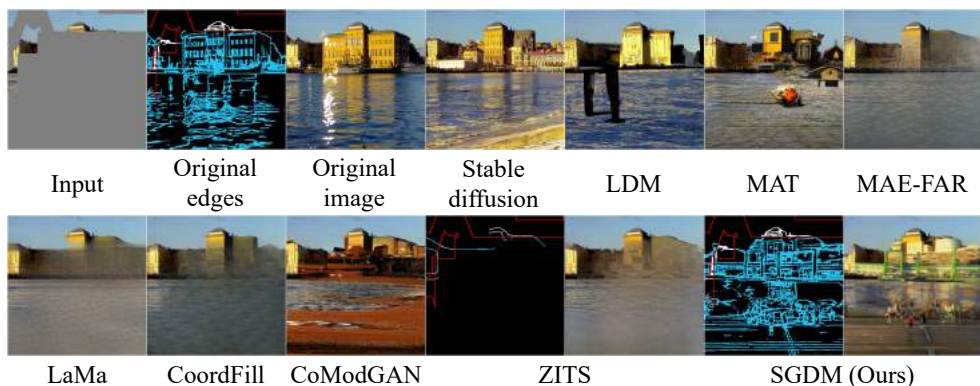 Input
Original edges
Original image
Stable diffusion
LDM
MAT
MAE-FAR
LaMa
CoordFill
CoModGAN
ZITS
SGDM (Ours)